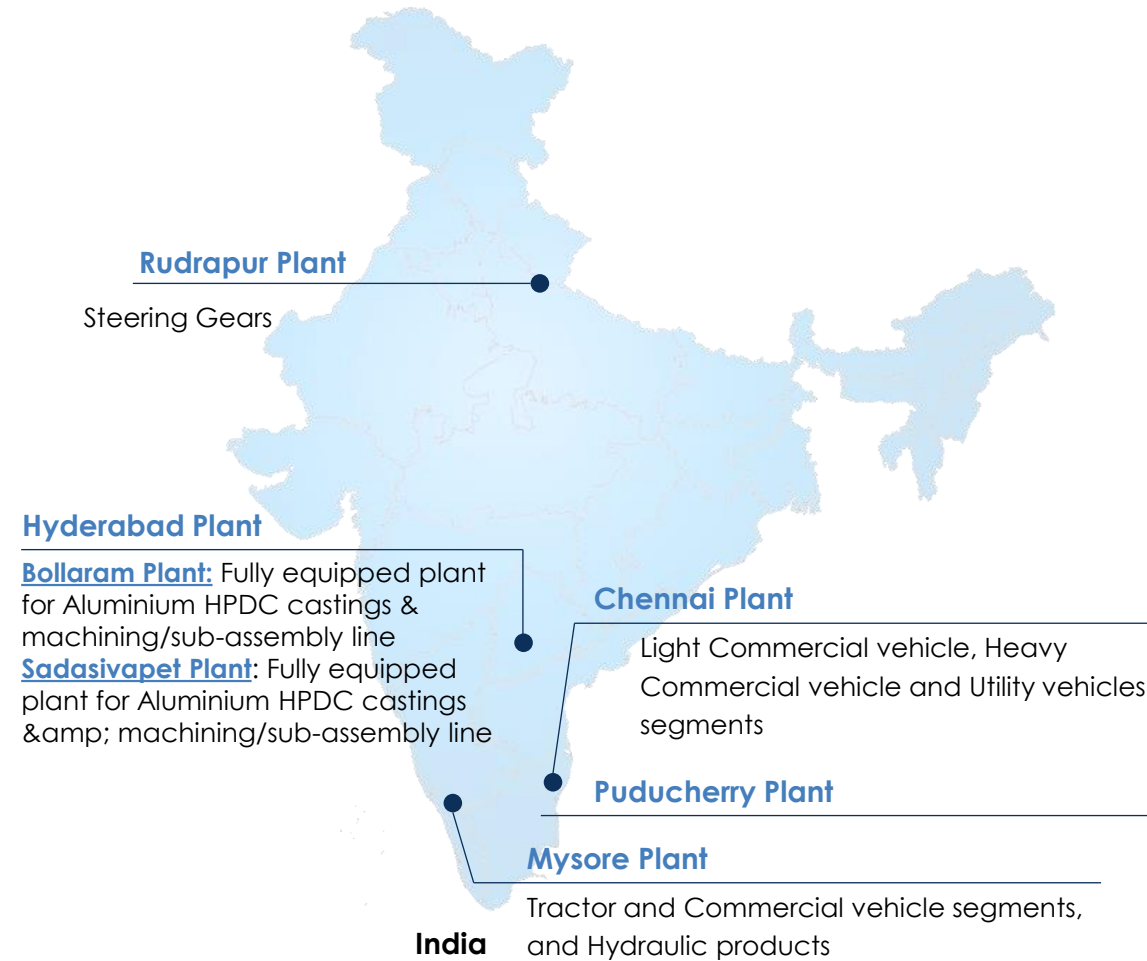 Rudrapur Plant
Steering Gears
Hyderabad Plant
Bollaram Plant: Fully equipped plant
for Aluminium HPDC castings &
machining/sub-assembly line
Sadasivapet Plant: Fully equipped
plant for Aluminium HPDC castings
&amp; machining/sub-assembly line
Chennai Plant
Light Commercial vehicle, Heavy
Commercial vehicle and Utility vehicles
segments
Puducherry Plant
Mysore Plant
Tractor and Commercial vehicle segments,
and Hydraulic products
India